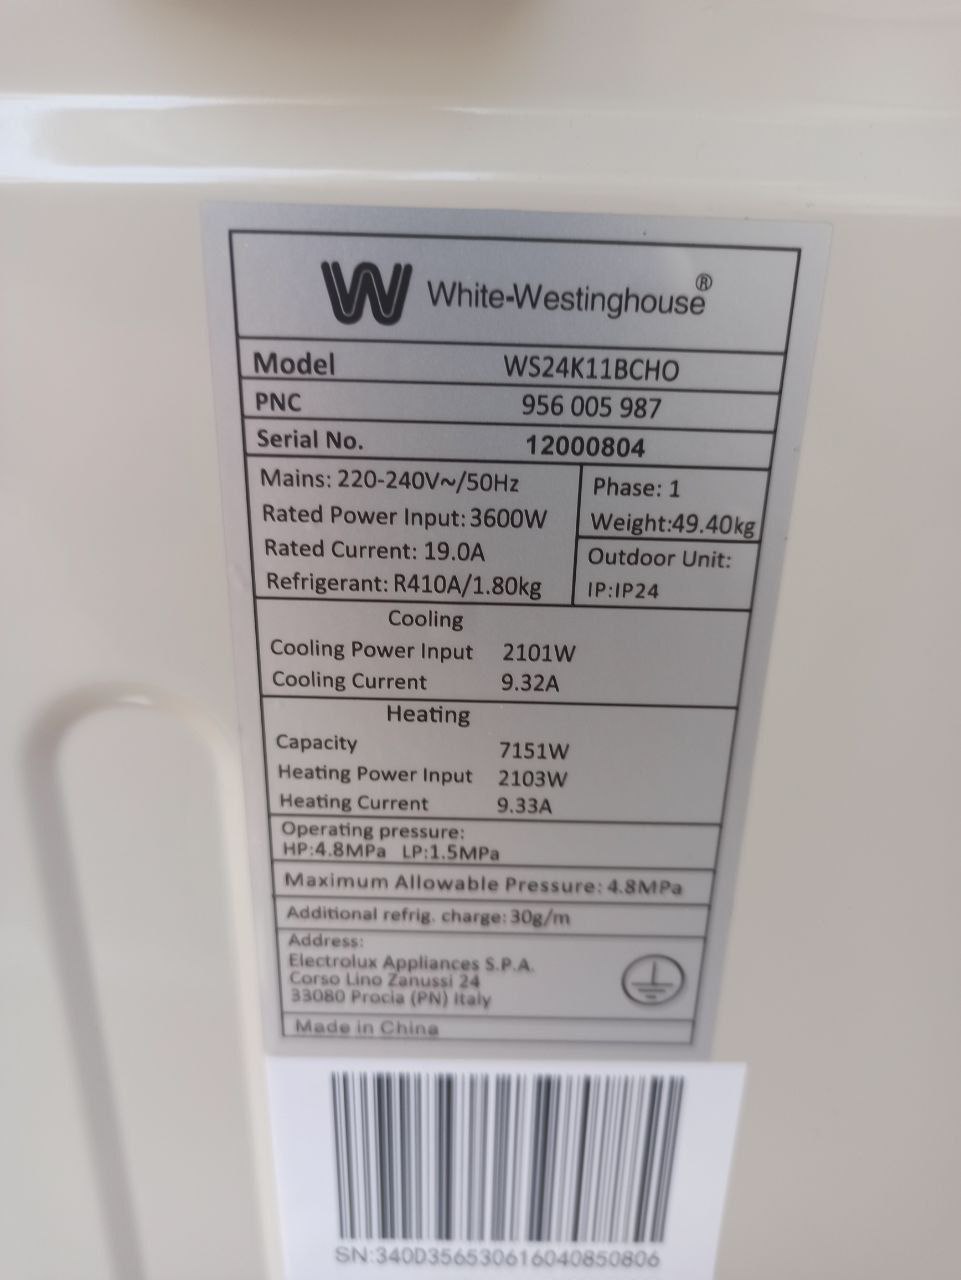 W White-Westinghouse®
Model WS24K11BCHO
PNC 956 005 987
Serial No. 12000804
Mains: 220-240V~/50Hz
Rated Power Input: 3600W
Rated Current: 19.0A
Refrigerant: R410A/1.80kg
Phase: 1
Weight:49.40kg
Outdoor Unit:
IP:IP24
Cooling
Cooling Power Input 2101W
Cooling Current 9.32A
Heating
Capacity 7151W
Heating Power Input 2103W
Heating Current 9.33A
Operating pressure:
HP:4.8MPa LP:1.5MPa
Maximum Allowable Pressure: 4.8MPa
Additional refrig. charge: 30g/m
Address:
Electrolux Appliances S.P.A.
Corso Lino Zanussi 24
33080 Procia (PN) Italy
Made in China
SN:340D356530616040850806